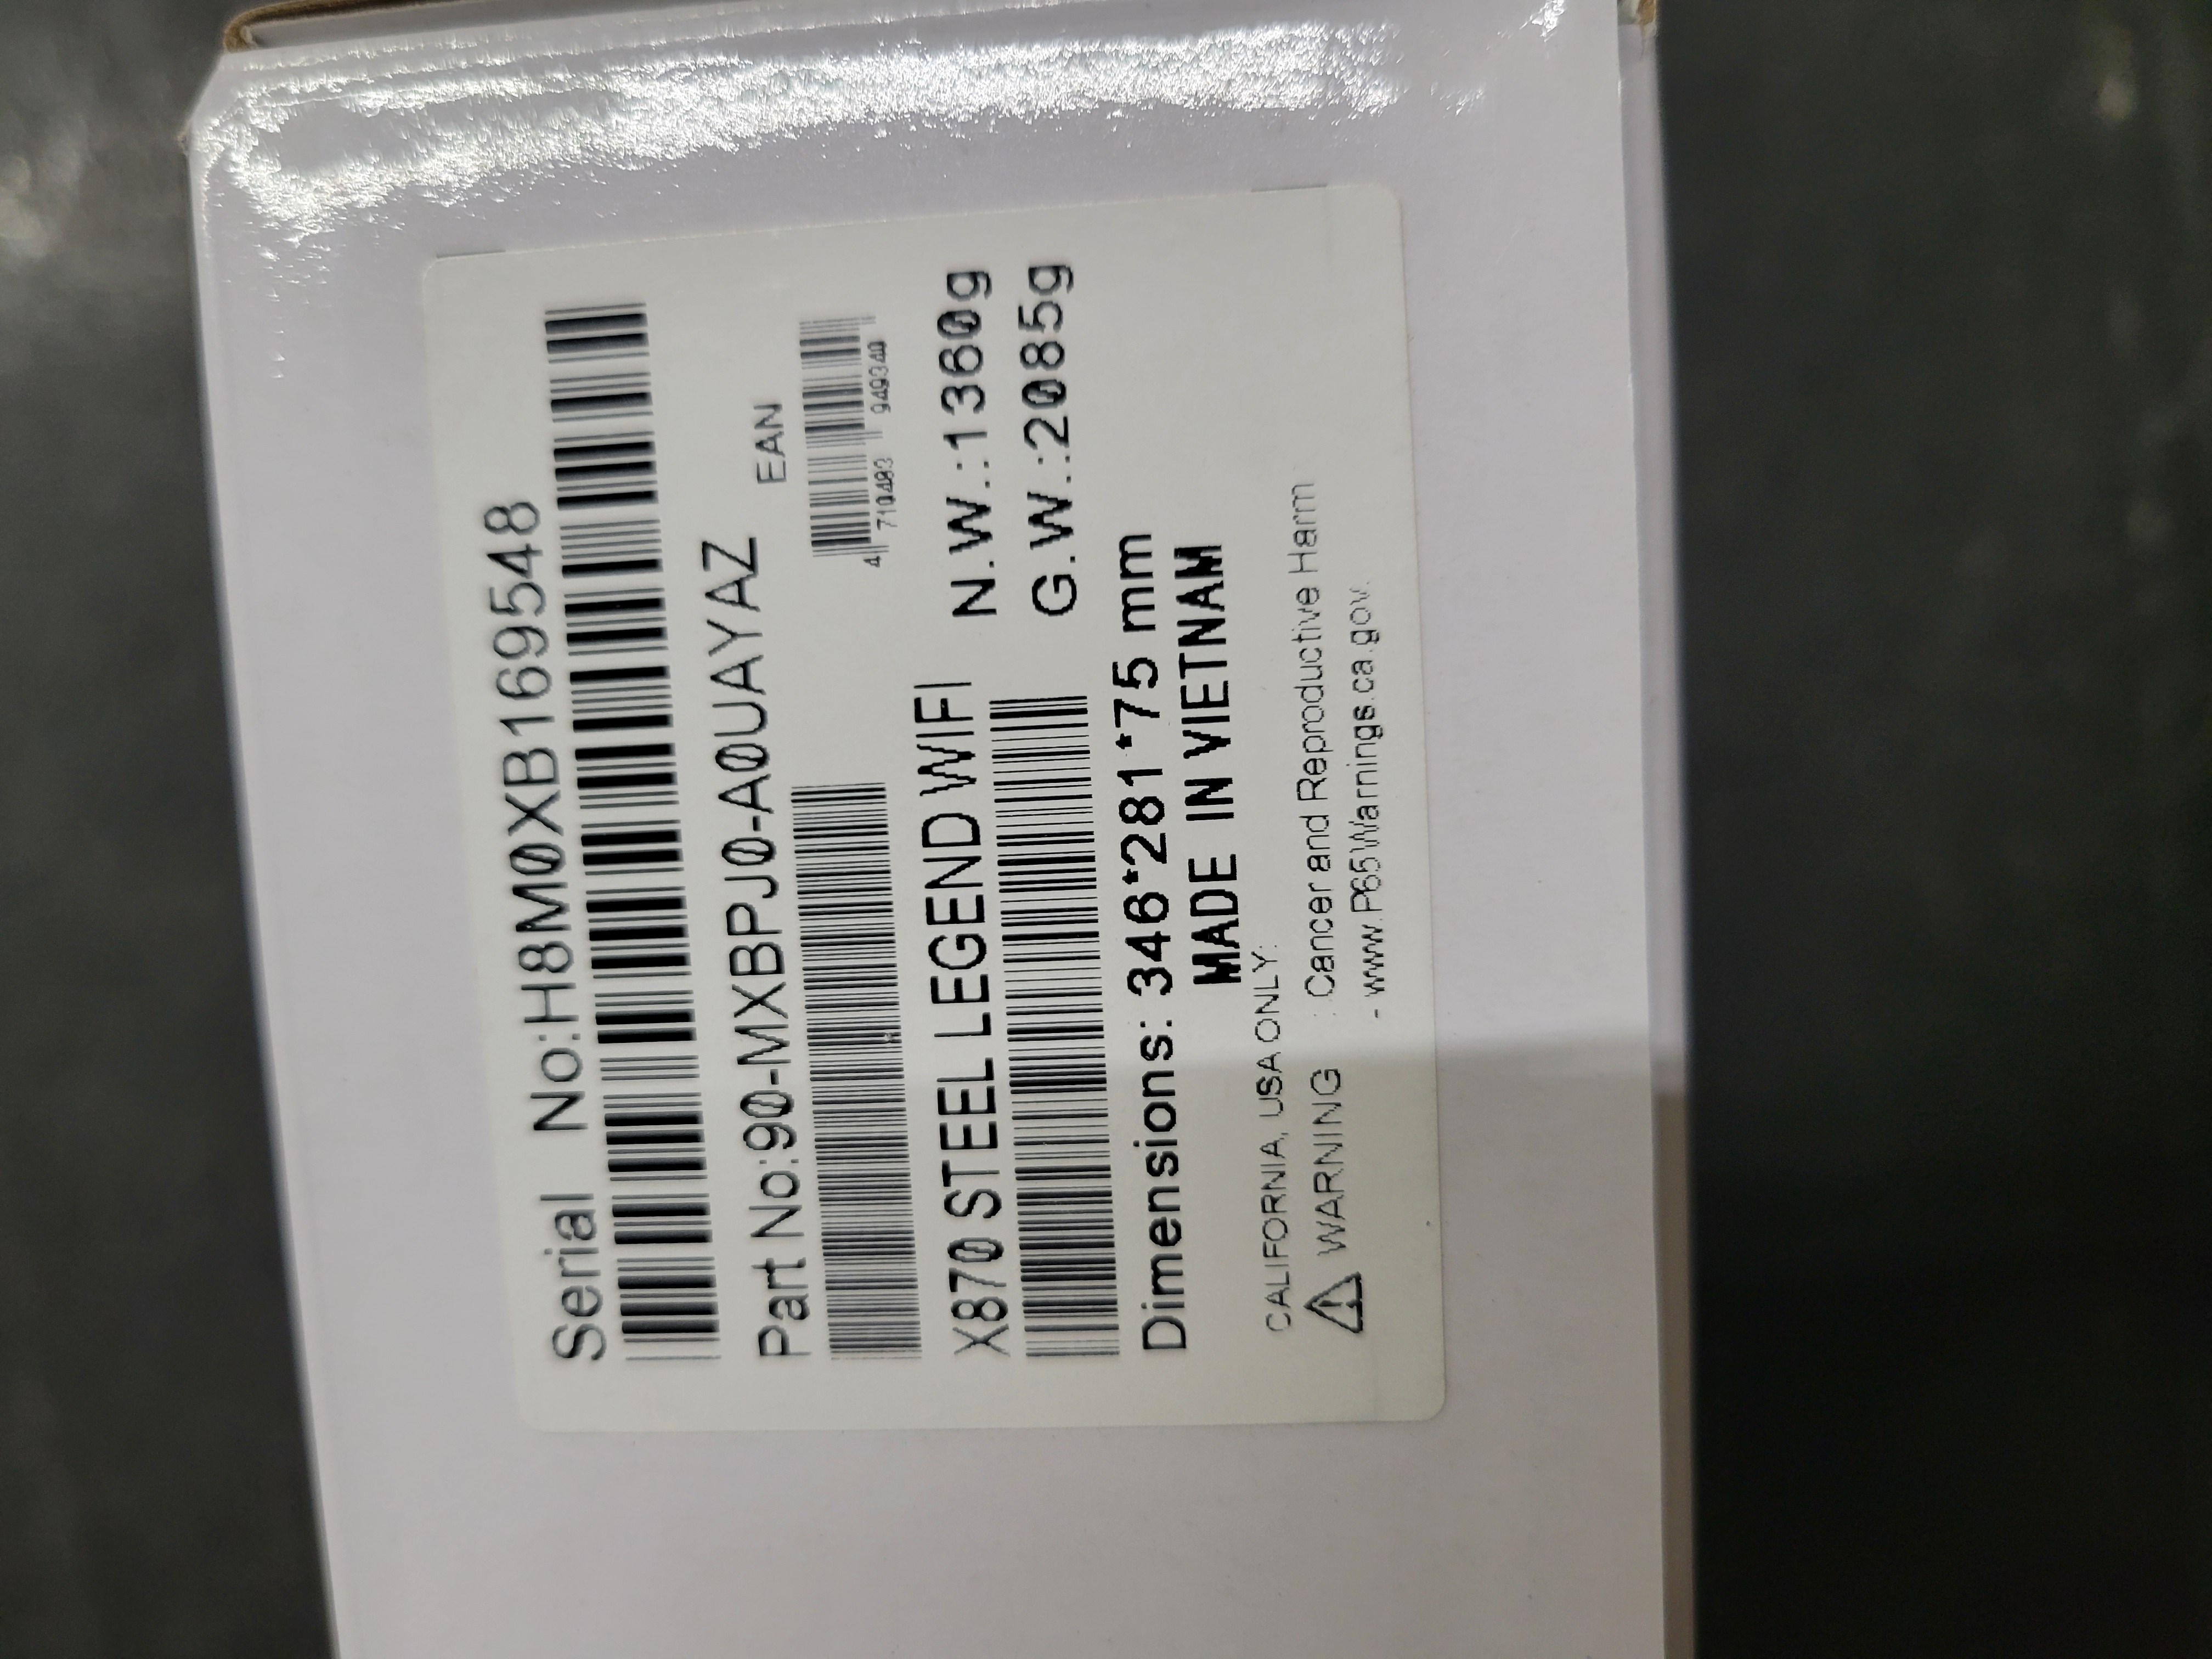 Serial No:H8M0XB169548
Part No:90-MXBPJ0-A0UAYAZ
EAN
4 710483 949340
X870 STEEL LEGEND WIFI
N.W.:1360g
G.W.:2085g
Dimensions: 346*281*75 mm
MADE IN VIETNAM
CALIFORNIA, USA ONLY:
WARNING : Cancer and Reproductive Harm
- www.P65Warnings.ca.gov.